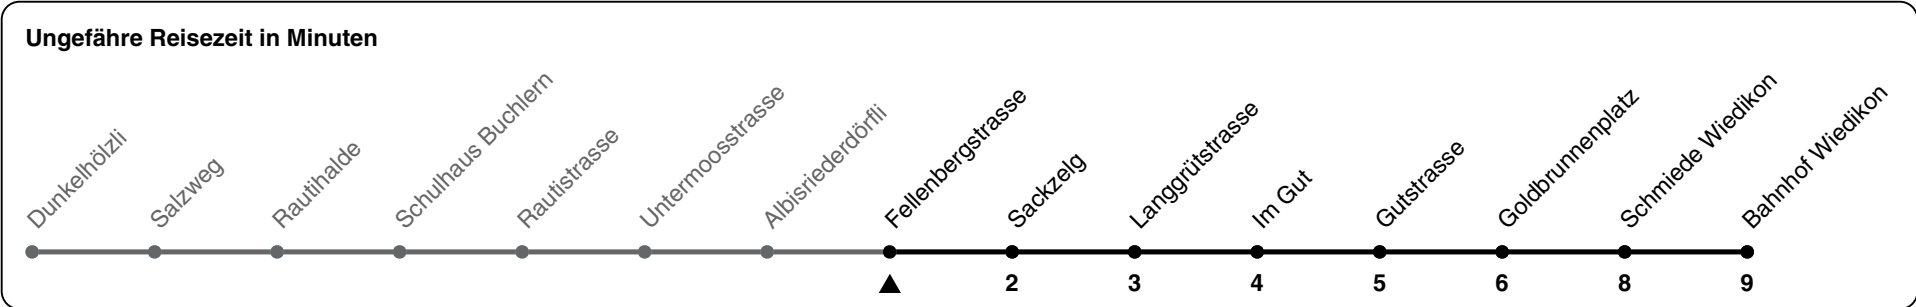 Ungefähre Reisezeit in Minuten
Dunkelhölzli
Salzweg
Rautihalde
Schulhaus Buchlern
Rautistrasse
Untermoosstrasse
Albisriederdörfli
Fellenbergstrasse
Sackzelg
Langgrütstrasse
Im Gut
Gutstrasse
Goldbrunnenplatz
Schmiede Wiedikon
Bahnhof Wiedikon
2 3 4 5 6 8 9